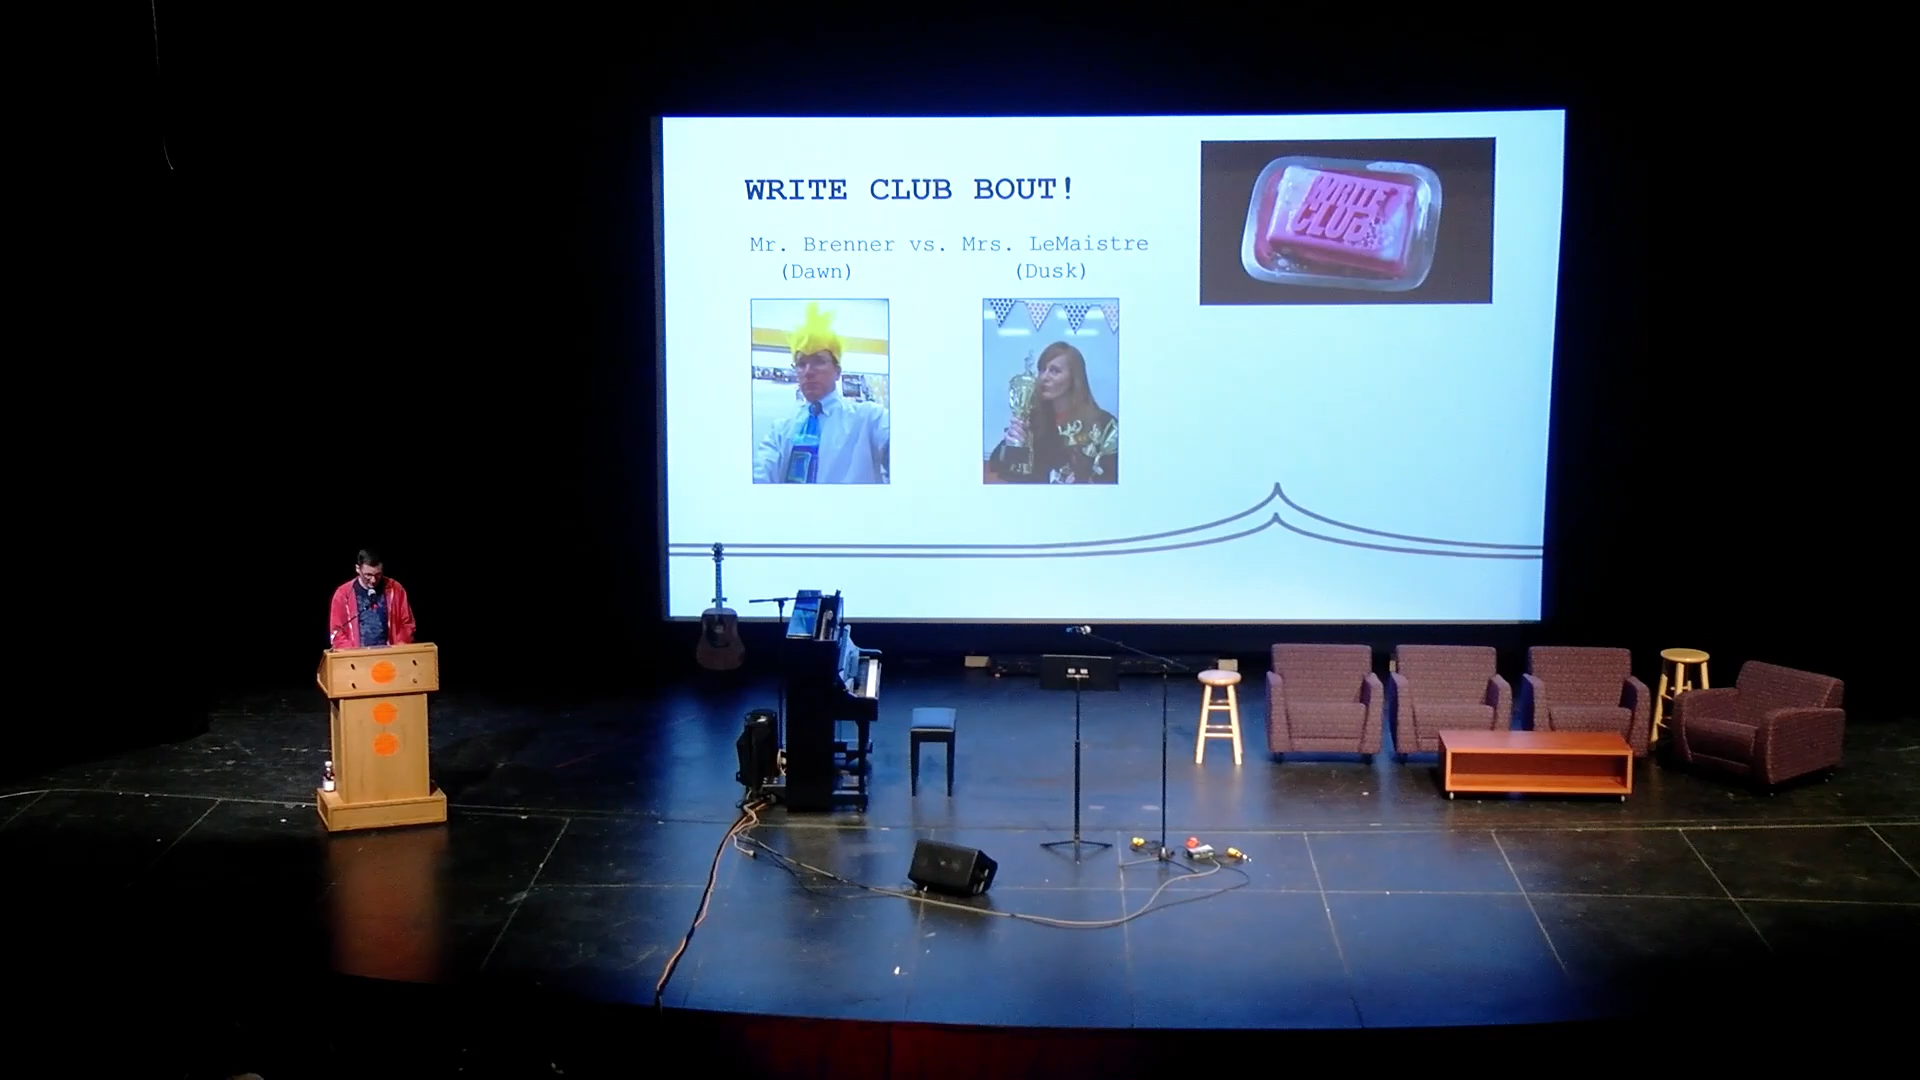 WRITE CLUB BOUT!
Mr. Brenner vs. Mrs. LeMaistre
(Dawn) (Dusk)
WRITE
CLUB